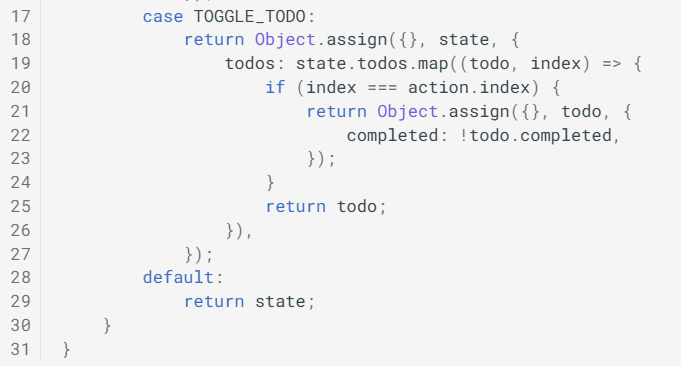 17 case TOGGLE_TODO:
18 return Object.assign({}, state, {
19 todos: state.todos.map((todo, index) => {
20 if (index === action.index) {
21 return Object.assign({}, todo, {
22 completed: !todo.completed,
23 });
24 }
25 return todo;
26 }),
27 });
28 default:
29 return state;
30 }
31 }